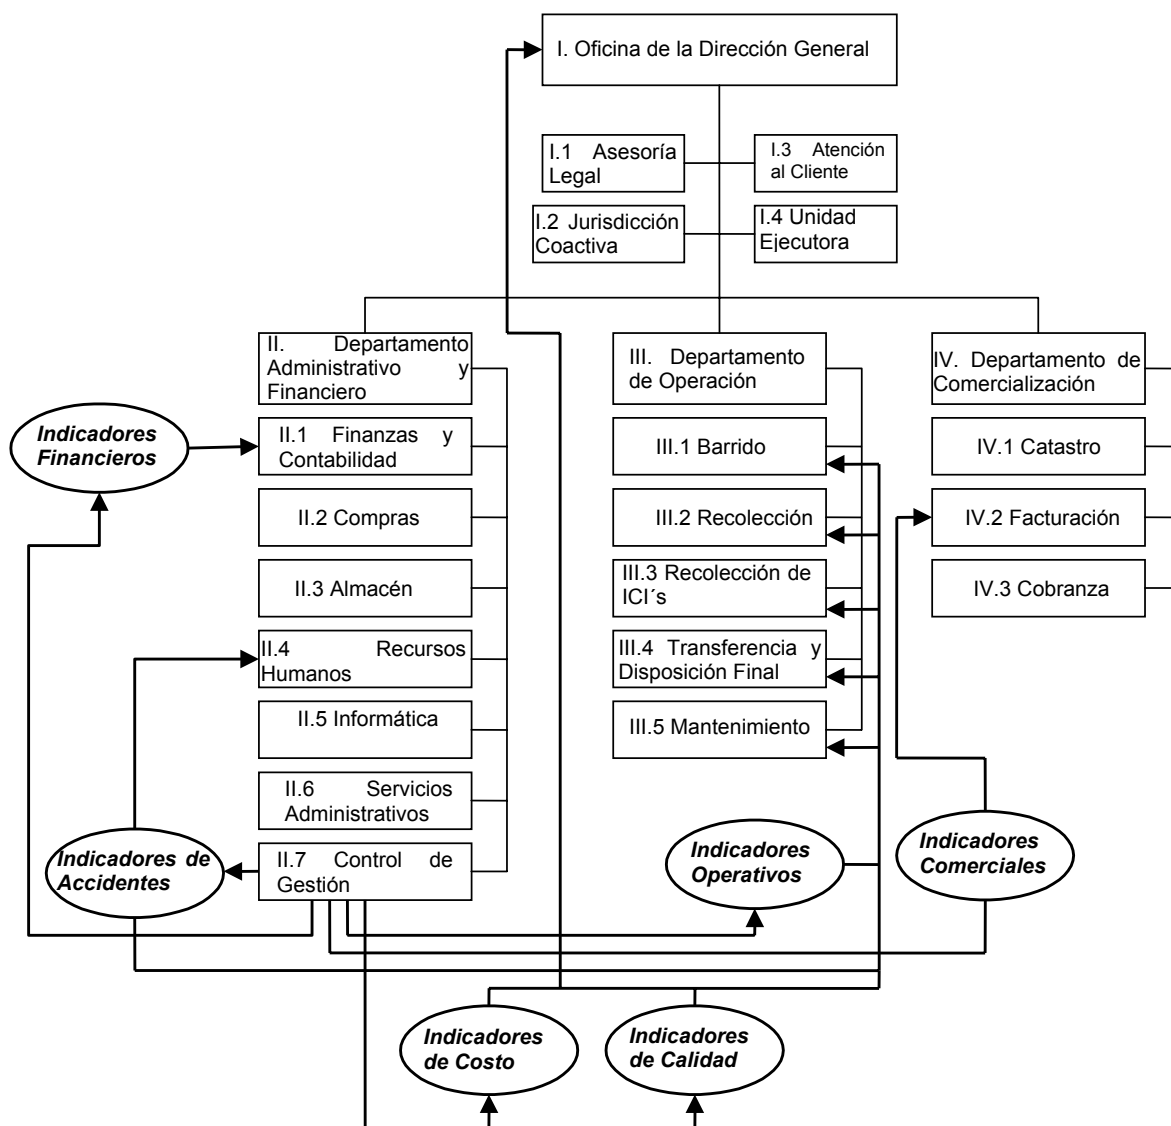 I. Oficina de la Dirección General
I.1 Asesoría
Legal
I.3 Atención
al Cliente
I.2 Jurisdicción
Coactiva
I.4 Unidad
Ejecutora
II. Departamento
Administrativo y
Financiero
III. Departamento
de Operación
IV. Departamento de
Comercialización
Indicadores
Financieros
II.1 Finanzas y
Contabilidad
III.1 Barrido
IV.1 Catastro
II.2 Compras
III.2 Recolección
IV.2 Facturación
II.3 Almacén
III.3 Recolección de
ICI´s
IV.3 Cobranza
II.4 Recursos
Humanos
III.4 Transferencia y
Disposición Final
II.5 Informática
III.5 Mantenimiento
II.6 Servicios
Administrativos
Indicadores de
Accidentes
II.7 Control de
Gestión
Indicadores
Operativos
Indicadores
Comerciales
Indicadores
de Costo
Indicadores
de Calidad